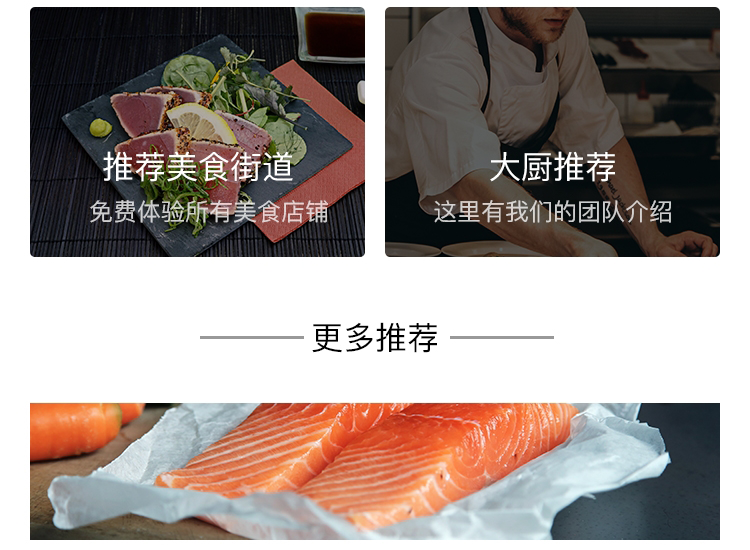 推荐美食街道
免费体验所有美食店铺
大厨推荐
这里有我们的团队介绍
更多推荐